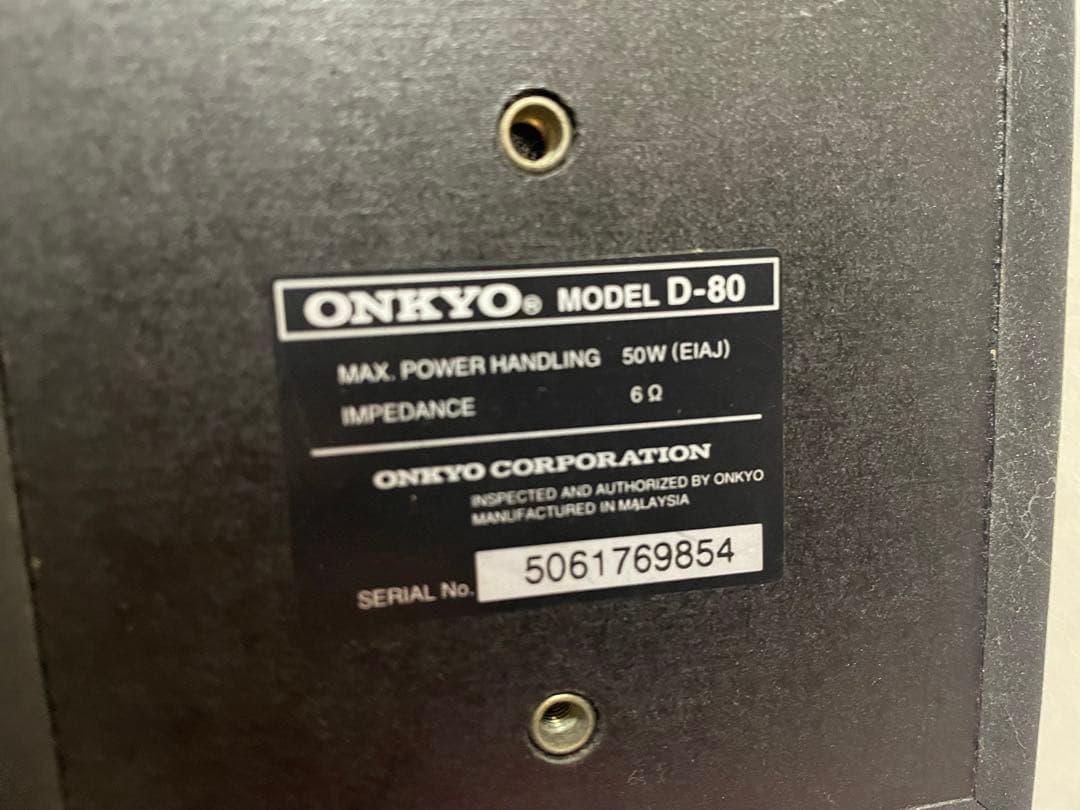 ONKYO® MODEL D-80
MAX. POWER HANDLING 50W (EIAJ)
IMPEDANCE 6 Ω
ONKYO CORPORATION
INSPECTED AND AUTHORIZED BY ONKYO
MANUFACTURED IN MALAYSIA
SERIAL No. 5061769854